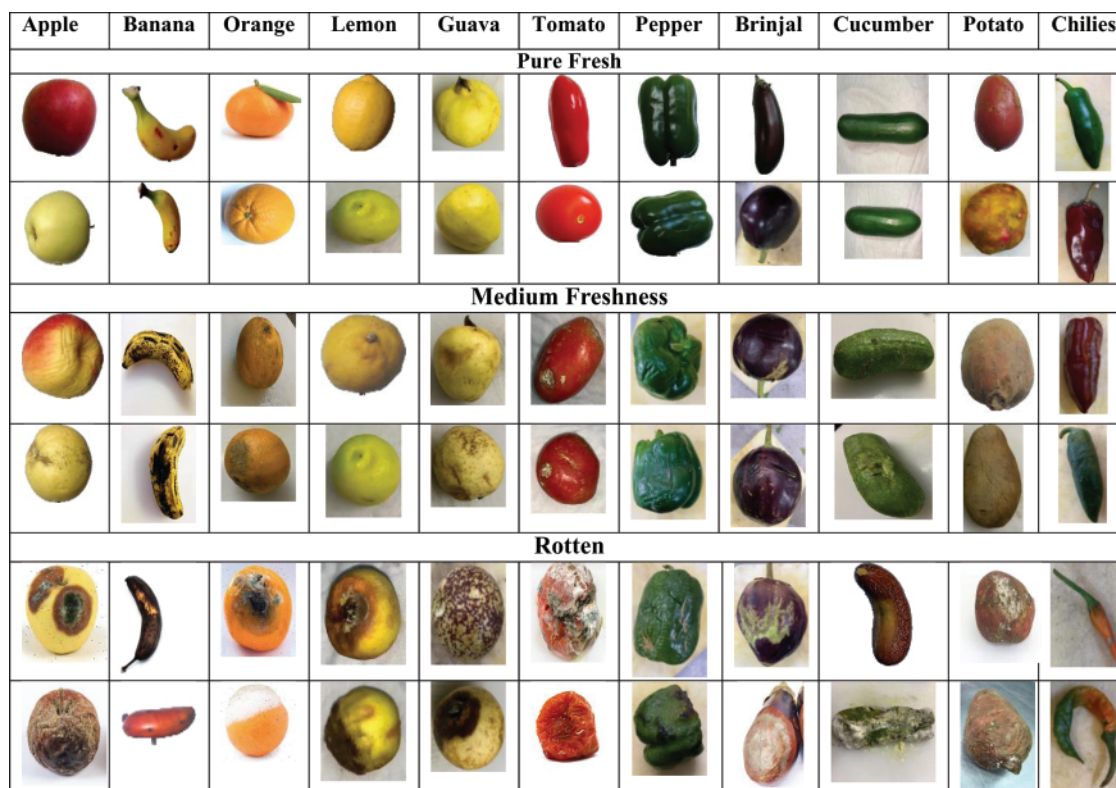 Apple Banana Orange Lemon Guava Tomato Pepper Brinjal Cucumber Potato Chilies
Pure Fresh
Medium Freshness
Rotten